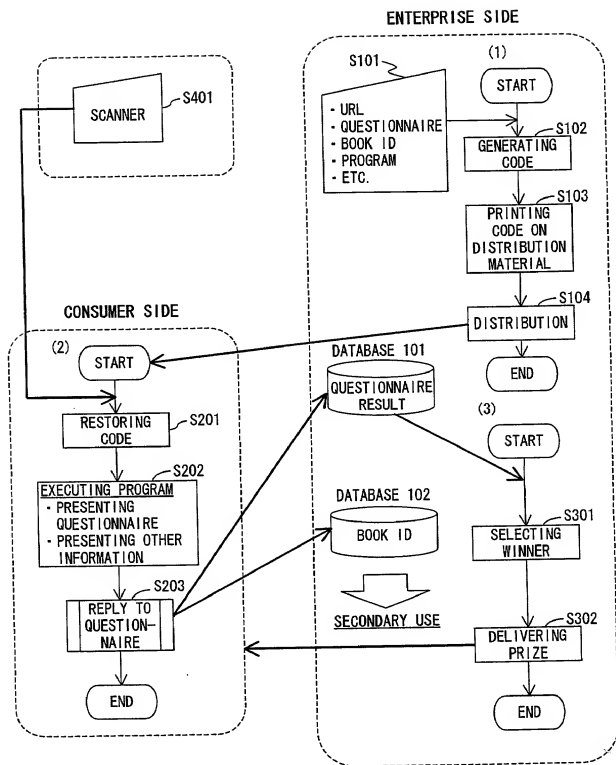 ENTERPRISE SIDE
SCANNER
S401
S101
· URL
· QUESTIONNAIRE
· BOOK ID
· PROGRAM
· ETC.
(1)
START
S102
GENERATING
CODE
S103
PRINTING
CODE ON
DISTRIBUTION
MATERIAL
S104
DISTRIBUTION
END
CONSUMER SIDE
(2)
START
RESTORING
CODE
S201
S202
EXECUTING PROGRAM
· PRESENTING
QUESTIONNAIRE
· PRESENTING OTHER
INFORMATION
S203
REPLY TO
QUESTION-
NAIRE
END
DATABASE 101
QUESTIONNAIRE
RESULT
DATABASE 102
BOOK ID
SECONDARY USE
(3)
START
S301
SELECTING
WINNER
S302
DELIVERING
PRIZE
END